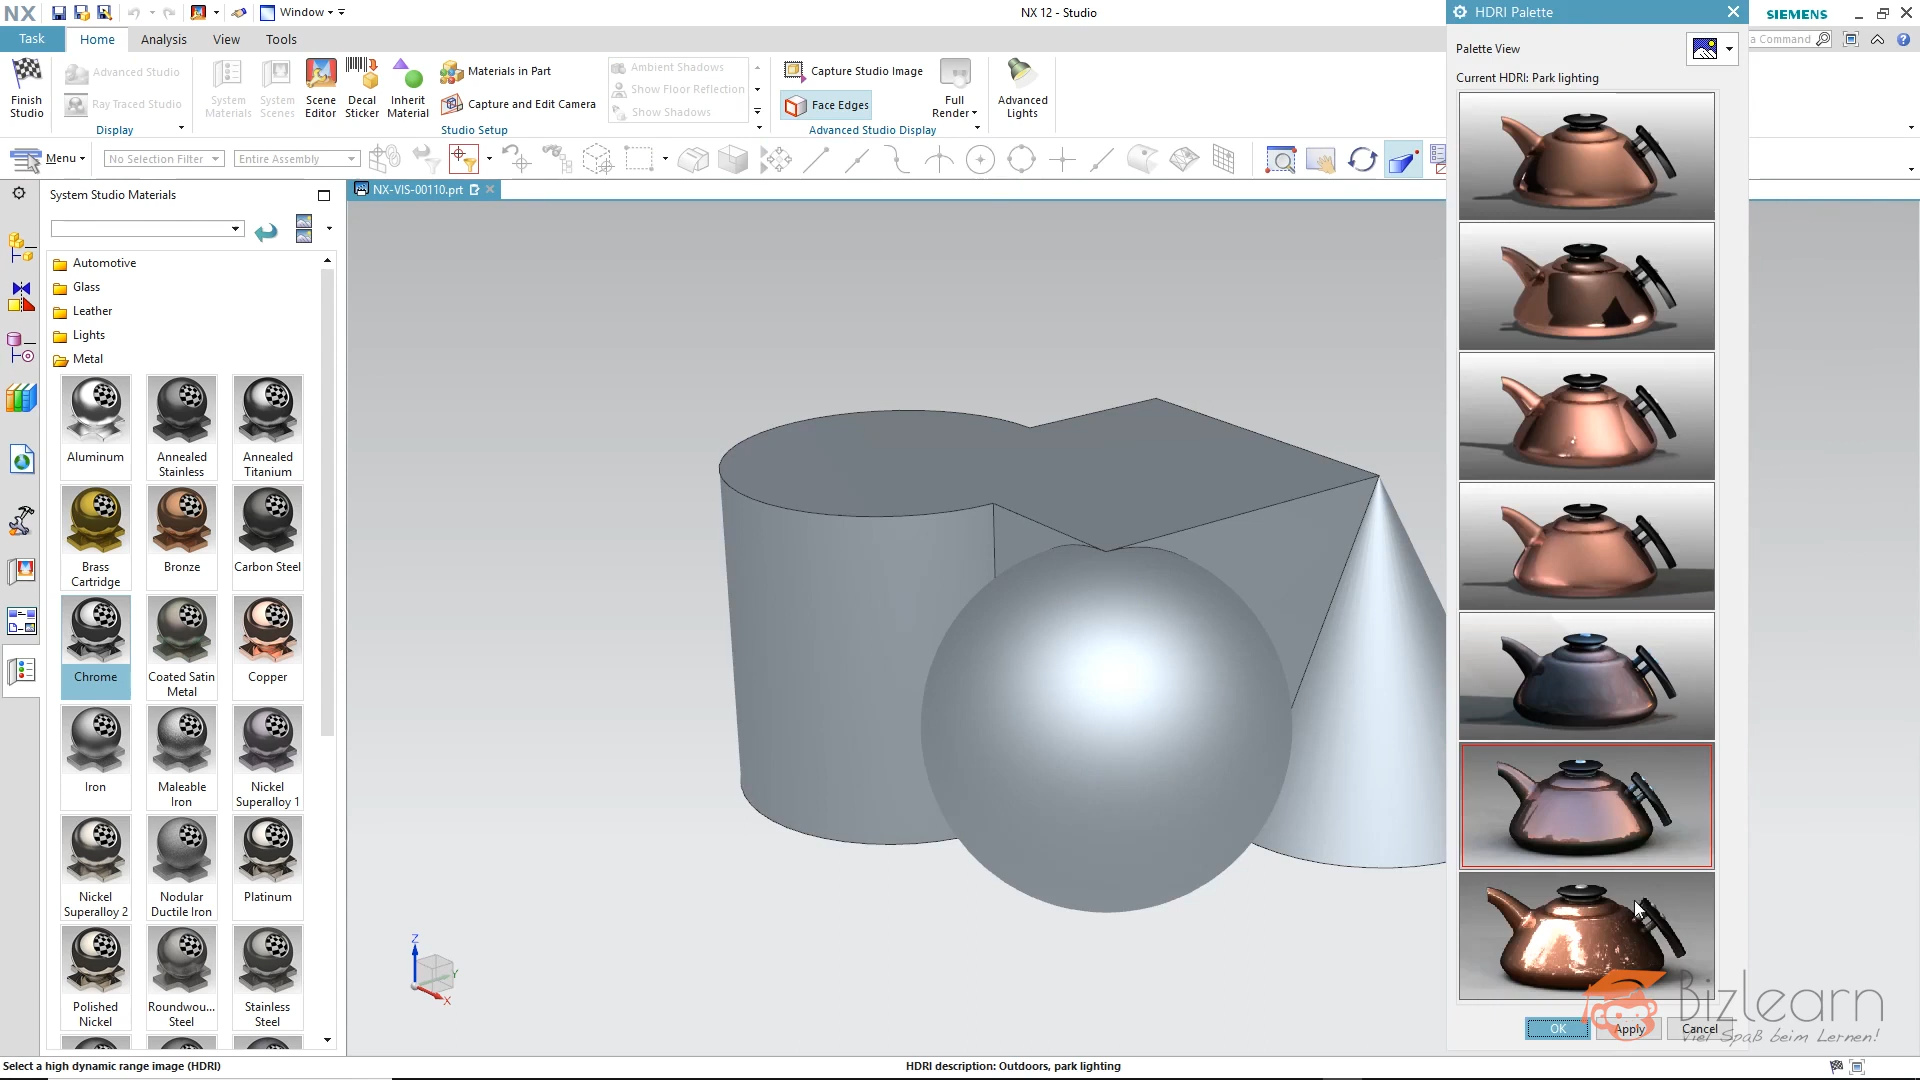 NX
Window
NX 12 - Studio
HDRI Palette
SIEMENS
Task
Home
Analysis
View
Tools
a Command
Palette View
Current HDRI: Park lighting
Finish Studio
Advanced Studio
Ray Traced Studio
Display
System Materials
System Scenes
Scene Editor
Decal Sticker
Inherit Material
Materials in Part
Capture and Edit Camera
Studio Setup
Ambient Shadows
Show Floor Reflection
Show Shadows
Capture Studio Image
Face Edges
Full Render
Advanced Studio Display
Advanced Lights
Menu
No Selection Filter
Entire Assembly
System Studio Materials
NX-VIS-00110.prt
Automotive
Glass
Leather
Lights
Metal
Aluminum
Annealed Stainless
Annealed Titanium
Brass Cartridge
Bronze
Carbon Steel
Chrome
Coated Satin Metal
Copper
Iron
Maleable Iron
Nickel Superalloy 1
Nickel Superalloy 2
Nodular Ductile Iron
Platinum
Polished Nickel
Roundwou... Steel
Stainless Steel
Z
Y
X
Bizlearn
Viel Spaß beim Lernen!
OK
Apply
Cancel
Select a high dynamic range image (HDRI)
HDRI description: Outdoors, park lighting